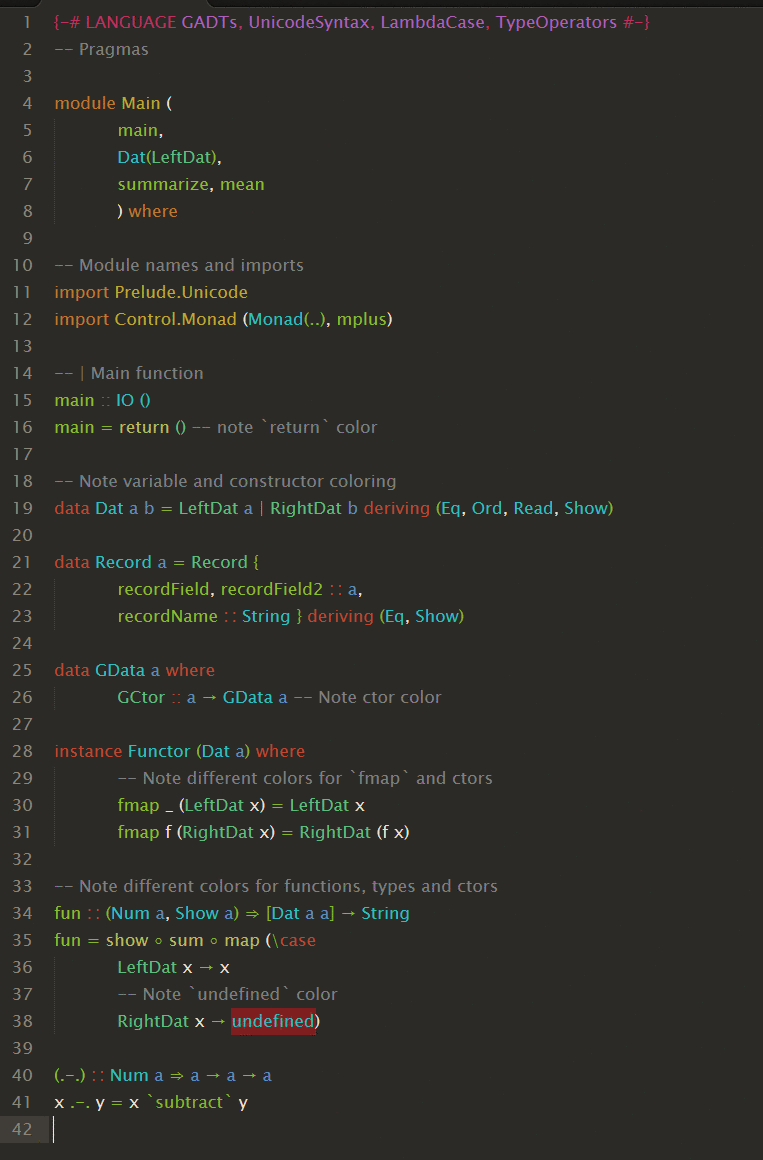 1 {-# LANGUAGE GADTs, UnicodeSyntax, LambdaCase, TypeOperators #-}
2 -- Pragmas
3
4 module Main (
5 main,
6 Dat(LeftDat),
7 summarize, mean
8 ) where
9
10 -- Module names and imports
11 import Prelude.Unicode
12 import Control.Monad (Monad(..), mplus)
13
14 -- | Main function
15 main :: IO ()
16 main = return () -- note `return` color
17
18 -- Note variable and constructor coloring
19 data Dat a b = LeftDat a | RightDat b deriving (Eq, Ord, Read, Show)
20
21 data Record a = Record {
22 recordField, recordField2 :: a,
23 recordName :: String } deriving (Eq, Show)
24
25 data GData a where
26 GCtor :: a → GData a -- Note ctor color
27
28 instance Functor (Dat a) where
29 -- Note different colors for `fmap` and ctors
30 fmap _ (LeftDat x) = LeftDat x
31 fmap f (RightDat x) = RightDat (f x)
32
33 -- Note different colors for functions, types and ctors
34 fun :: (Num a, Show a) ⇒ [Dat a a] → String
35 fun = show ∘ sum ∘ map (\case
36 LeftDat x → x
37 -- Note `undefined` color
38 RightDat x → undefined)
39
40 (.-.) :: Num a ⇒ a → a → a
41 x .-. y = x `subtract` y
42